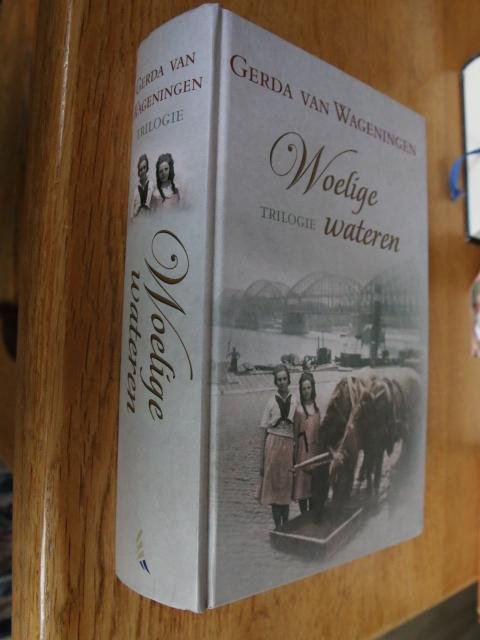 GERDA VAN
WAGENINGEN
TRILOGIE
Woelige
wateren
GERDA VAN WAGENINGEN
Woelige
TRILOGIE wateren